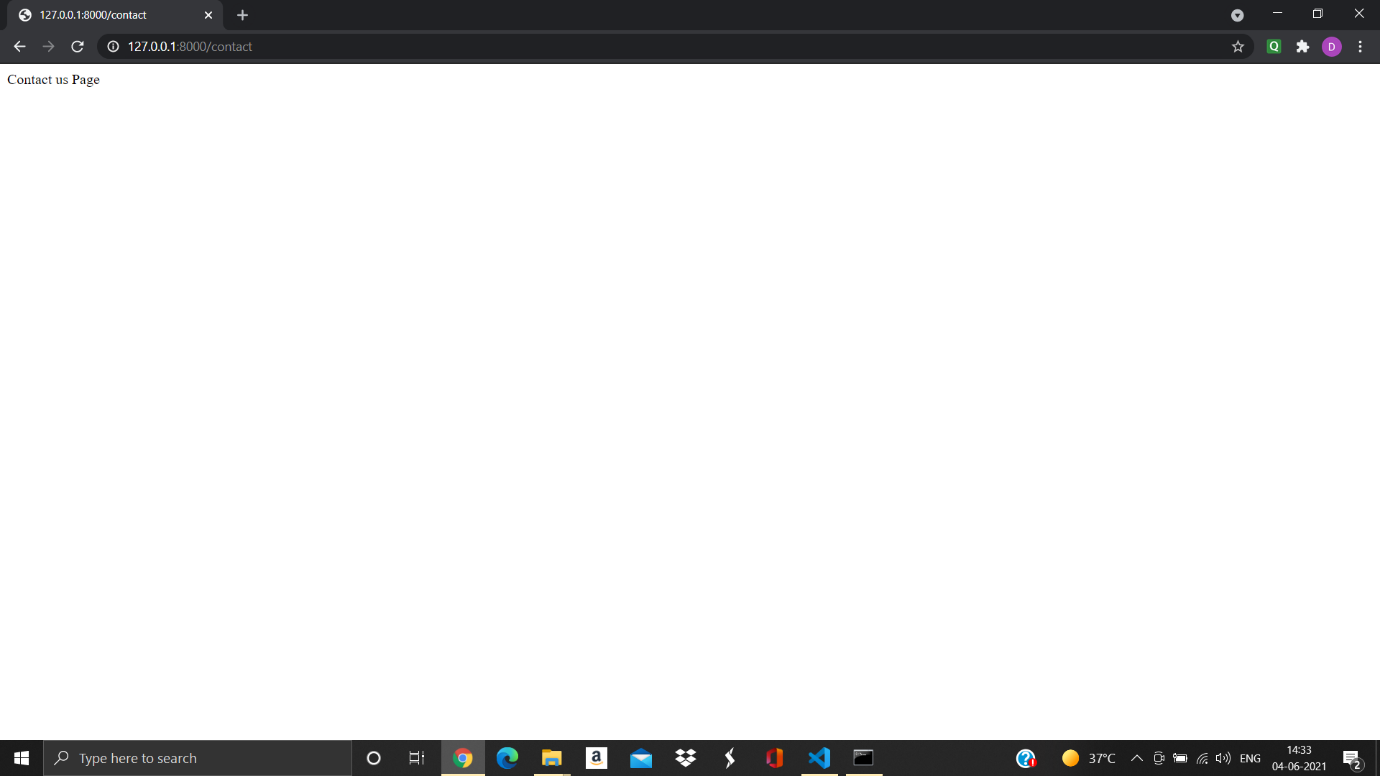 127.0.0.1:8000/contact
127.0.0.1:8000/contact
Q
D
Contact us Page
Type here to search
a
37°C
ENG
14:33
04-06-2021
2